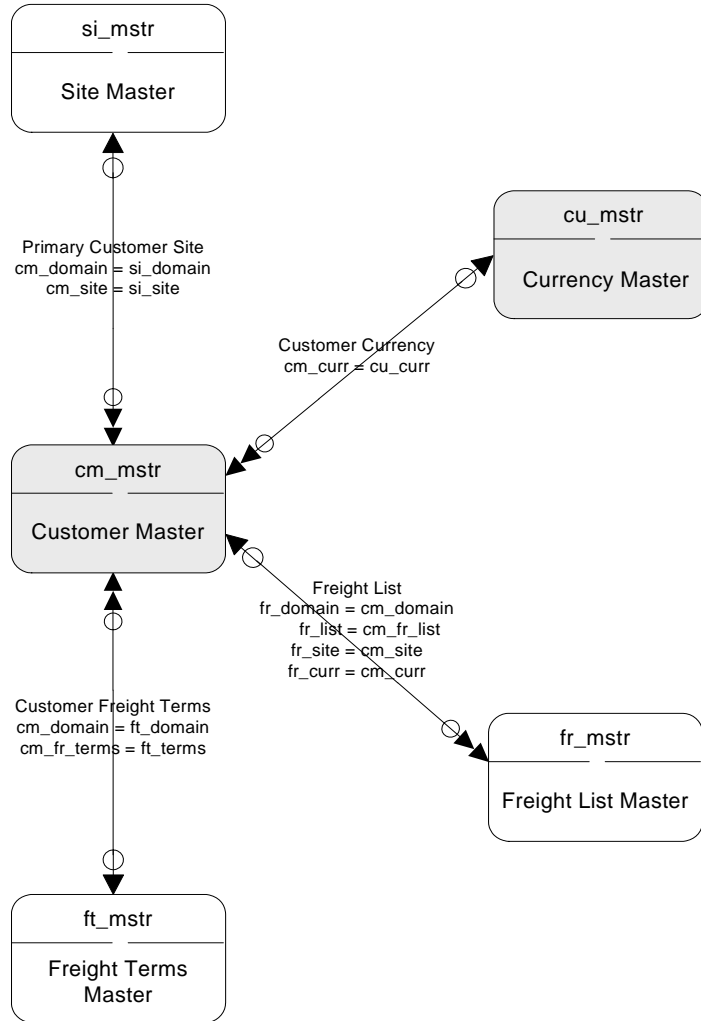 si_mstr
Site Master
Primary Customer Site
cm_domain = si_domain
cm_site = si_site
cu_mstr
Currency Master
Customer Currency
cm_curr = cu_curr
cm_mstr
Customer Master
Freight List
fr_domain = cm_domain
fr_list = cm_fr_list
fr_site = cm_site
fr_curr = cm_curr
Customer Freight Terms
cm_domain = ft_domain
cm_fr_terms = ft_terms
fr_mstr
Freight List Master
ft_mstr
Freight Terms
Master